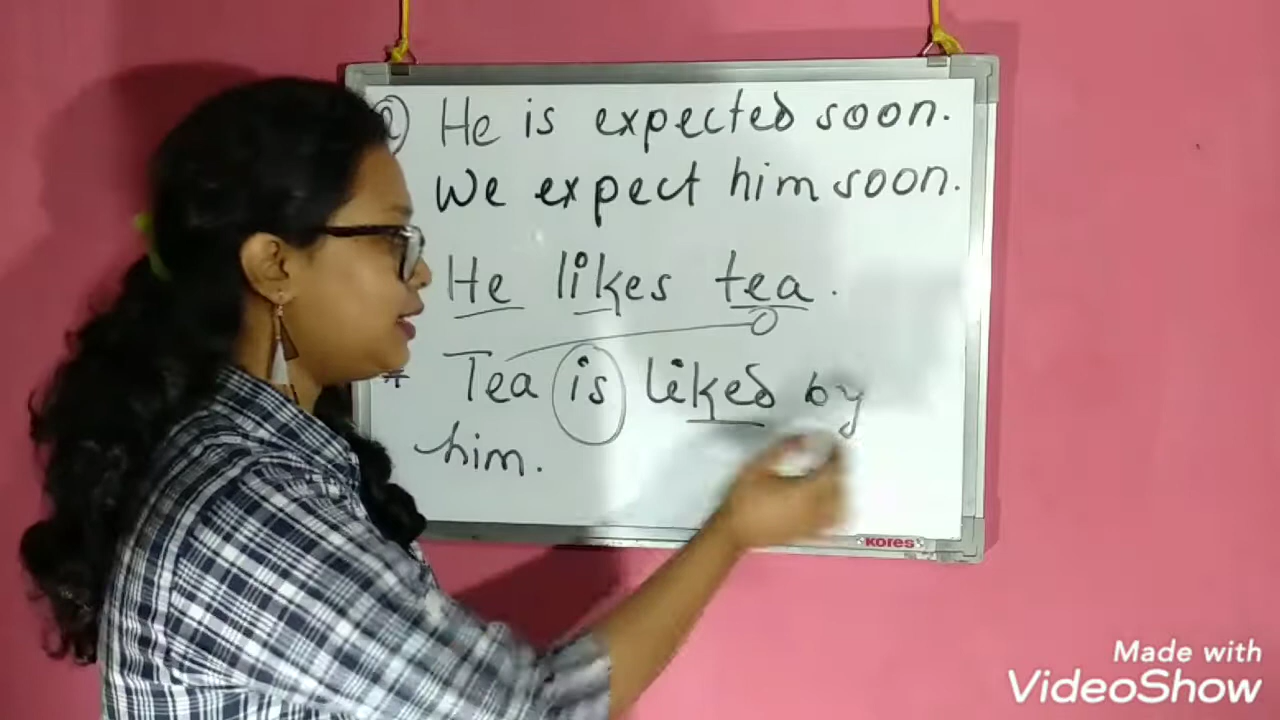 He is expected soon.
We expect him soon.
He likes tea.
* Tea is liked by
him.
KORES
Made with
VideoShow